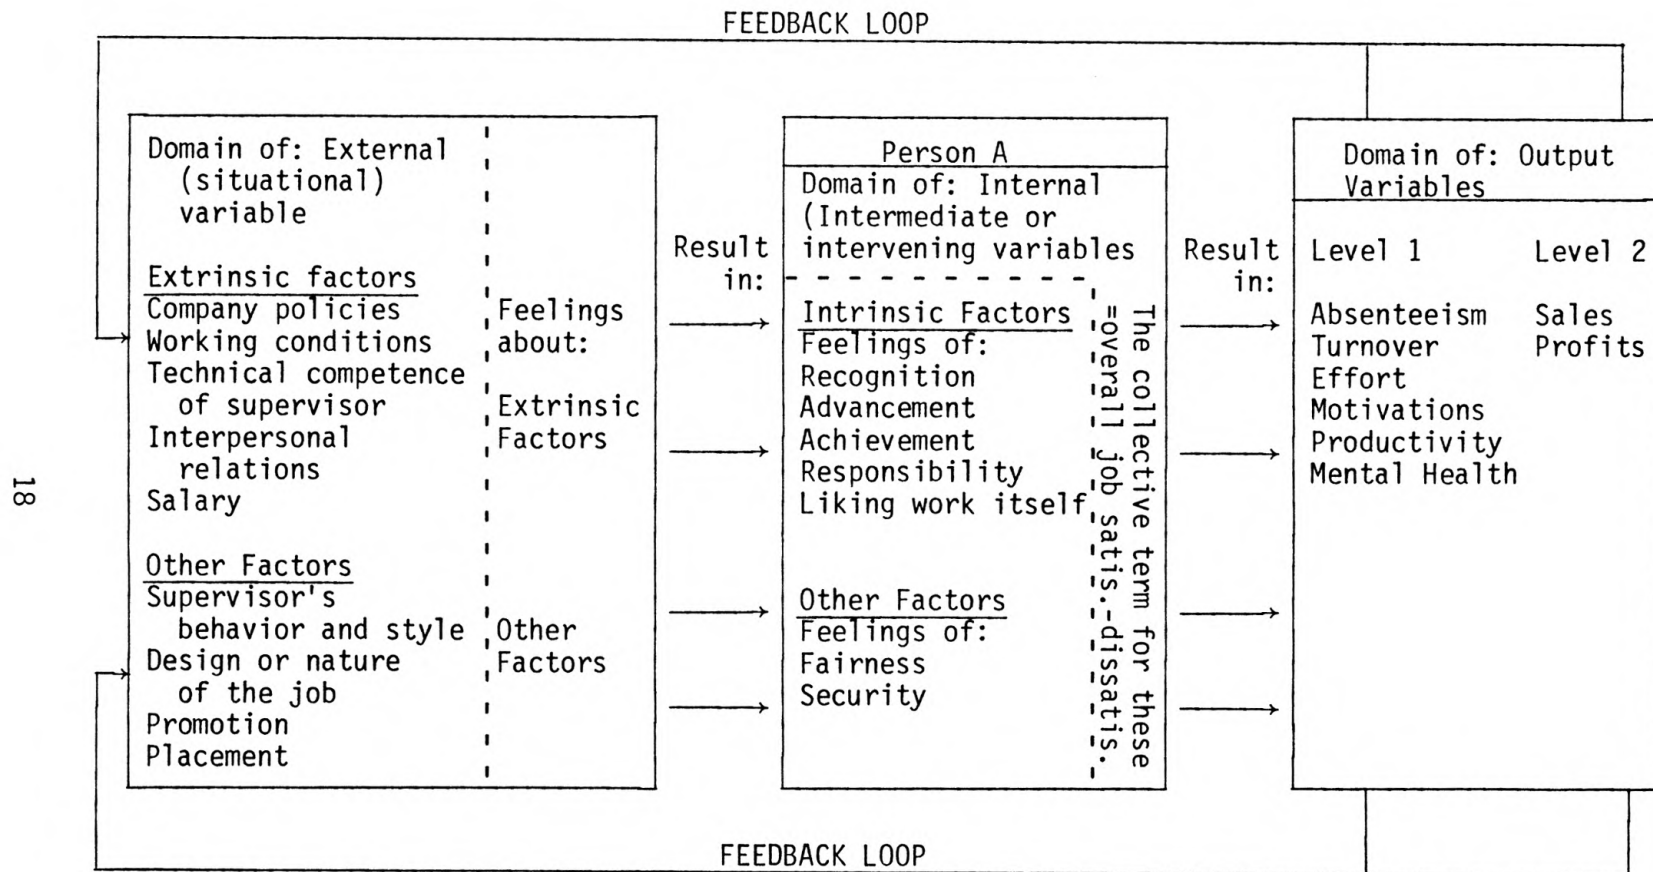 FEEDBACK LOOP
Domain of: External
(situational)
variable
Extrinsic factors
Company policies
Working conditions
Technical competence
of supervisor
Interpersonal
relations
Salary
Other Factors
Supervisor's
behavior and style
Design or nature
of the job
Promotion
Placement
Feelings
about:
Extrinsic
Factors
Other
Factors
Result
in:
Person A
Domain of: Internal
(Intermediate or
intervening variables
Intrinsic Factors
Feelings of:
Recognition
Advancement
Achievement
Responsibility
Liking work itself
Other Factors
Feelings of:
Fairness
Security
The collective term for these
=overall job satis.-dissatis.
Result
in:
Domain of: Output
Variables
Level 1
Absenteeism
Turnover
Effort
Motivations
Productivity
Mental Health
Level 2
Sales
Profits
FEEDBACK LOOP
18